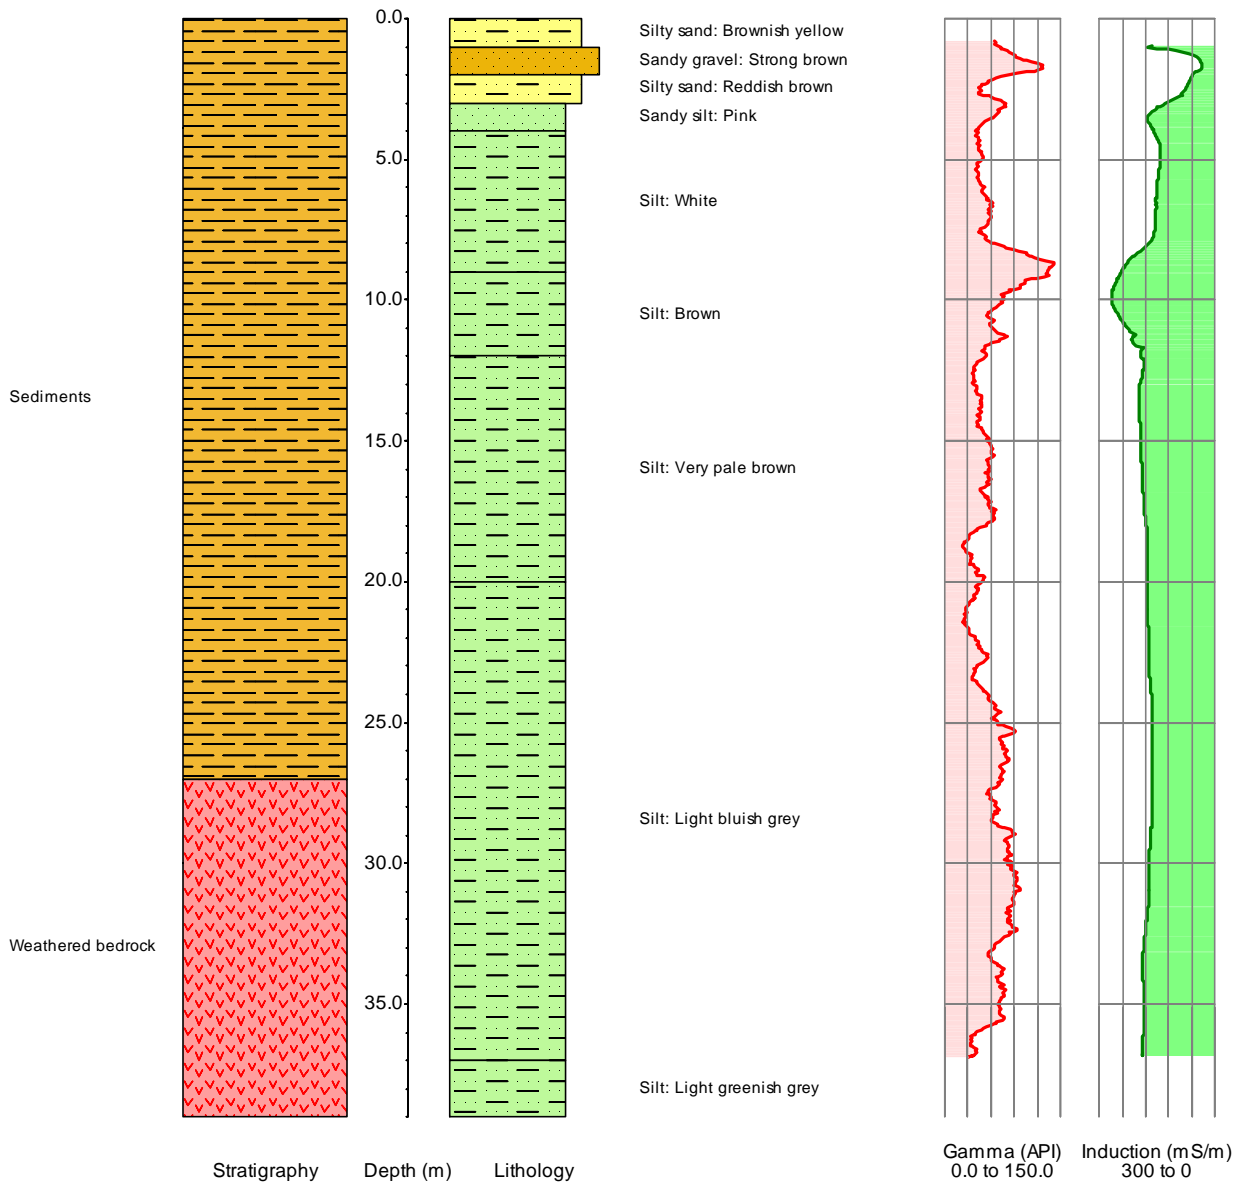 0.0
Silty sand: Brownish yellow
Sandy gravel: Strong brown
Silty sand: Reddish brown
Sandy silt: Pink
5.0
Silt: White
10.0
Silt: Brown
Sediments
15.0
Silt: Very pale brown
20.0
25.0
Silt: Light bluish grey
30.0
Weathered bedrock
35.0
Silt: Light greenish grey
Stratigraphy
Depth (m)
Lithology
Gamma (API)
0.0 to 150.0
Induction (mS/m)
300 to 0